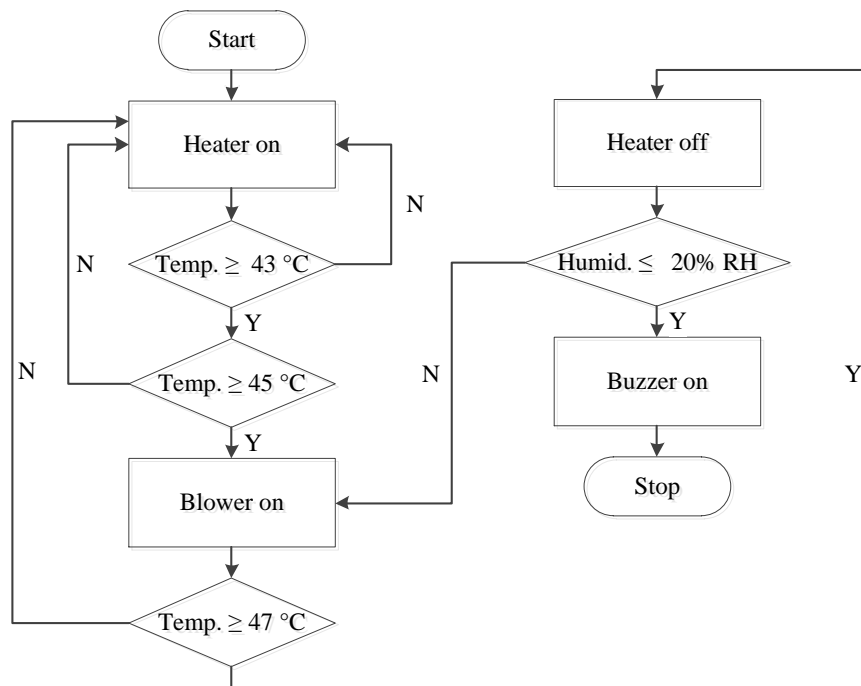 Start
Heater on
N
Temp. ≥ 43 °C
N
Y
Temp. ≥ 45 °C
N
Y
Blower on
Temp. ≥ 47 °C
Heater off
Humid. ≤ 20% RH
Y
N
Buzzer on
Y
Stop